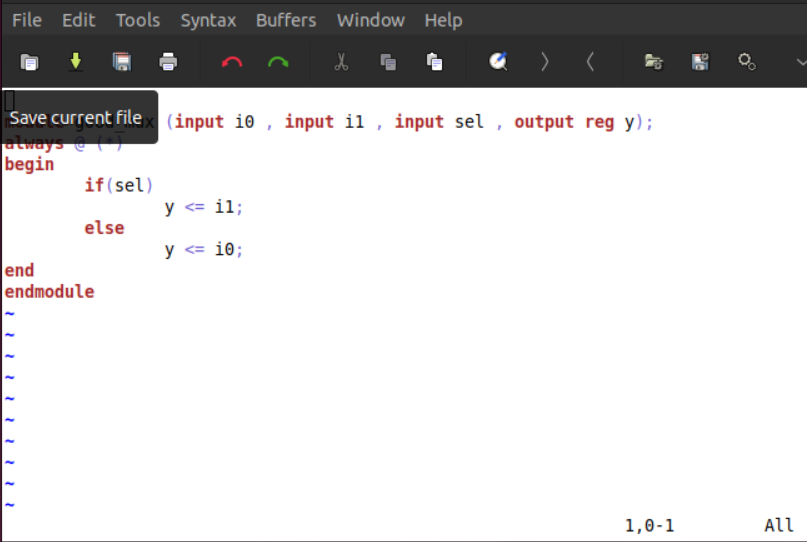 File Edit Tools Syntax Buffers Window Help
Save current file
(input i0 , input i1 , input sel , output reg y);
always @ (*)
begin
if(sel)
y <= i1;
else
y <= i0;
end
endmodule
~
~
~
~
~
~
~
~
~
~
1,0-1 All